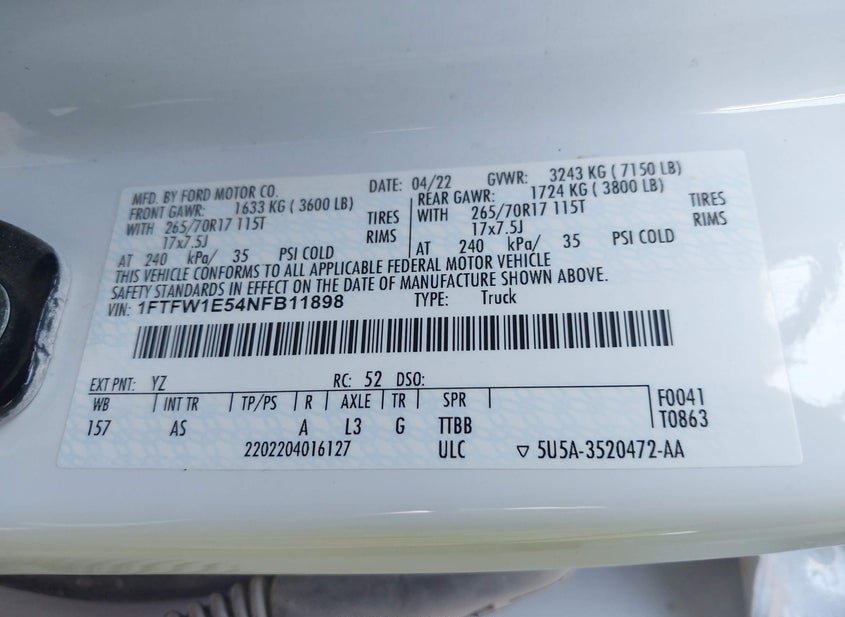 MFD. BY FORD MOTOR CO. DATE: 04/22 GVWR: 3243 KG ( 7150 LB)
FRONT GAWR: 1633 KG ( 3600 LB) REAR GAWR: 1724 KG ( 3800 LB)
WITH 265/70R17 115T TIRES WITH 265/70R17 115T TIRES
17x7.5J RIMS 17x7.5J RIMS
AT 240 kPa/ 35 PSI COLD AT 240 kPa/ 35 PSI COLD
THIS VEHICLE CONFORMS TO ALL APPLICABLE FEDERAL MOTOR VEHICLE
SAFETY STANDARDS IN EFFECT ON THE DATE OF MANUFACTURE SHOWN ABOVE.
VIN: 1FTFW1E54NFB11898 TYPE: Truck
EXT PNT: YZ RC: 52 DSO:
WB INT TR TP/PS R AXLE TR SPR F0041
157 AS A L3 G TTBB T0863
2202204016127 ULC ▽ 5U5A-3520472-AA